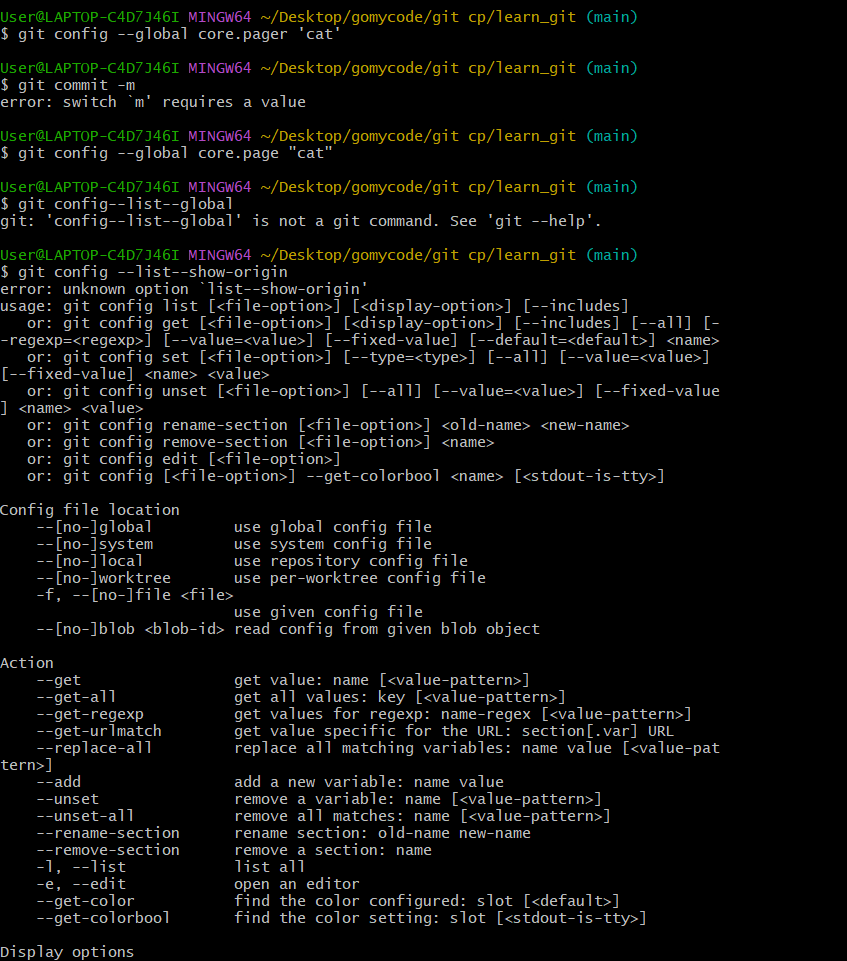 User@LAPTOP-C4D7J46I MINGW64 ~/Desktop/gomycode/git cp/learn_git (main)
$ git config --global core.pager 'cat'
User@LAPTOP-C4D7J46I MINGW64 ~/Desktop/gomycode/git cp/learn_git (main)
$ git commit -m
error: switch `m' requires a value
User@LAPTOP-C4D7J46I MINGW64 ~/Desktop/gomycode/git cp/learn_git (main)
$ git config --global core.page "cat"
User@LAPTOP-C4D7J46I MINGW64 ~/Desktop/gomycode/git cp/learn_git (main)
$ git config--list--global
git: 'config--list--global' is not a git command. See 'git --help'.
User@LAPTOP-C4D7J46I MINGW64 ~/Desktop/gomycode/git cp/learn_git (main)
$ git config --list--show-origin
error: unknown option `list--show-origin'
usage: git config list [<file-option>] [<display-option>] [--includes]
   or: git config get [<file-option>] [<display-option>] [--includes] [--all] [-
-regexp=<regexp>] [--value=<value>] [--fixed-value] [--default=<default>] <name>
   or: git config set [<file-option>] [--type=<type>] [--all] [--value=<value>]
[--fixed-value] <name> <value>
   or: git config unset [<file-option>] [--all] [--value=<value>] [--fixed-value
] <name> <value>
   or: git config rename-section [<file-option>] <old-name> <new-name>
   or: git config remove-section [<file-option>] <name>
   or: git config edit [<file-option>]
   or: git config [<file-option>] --get-colorbool <name> [<stdout-is-tty>]
Config file location
    --[no-]global         use global config file
    --[no-]system         use system config file
    --[no-]local          use repository config file
    --[no-]worktree       use per-worktree config file
    -f, --[no-]file <file>
                          use given config file
    --[no-]blob <blob-id> read config from given blob object
Action
    --get                 get value: name [<value-pattern>]
    --get-all             get all values: key [<value-pattern>]
    --get-regexp          get values for regexp: name-regex [<value-pattern>]
    --get-urlmatch        get value specific for the URL: section[.var] URL
    --replace-all         replace all matching variables: name value [<value-pat
tern>]
    --add                 add a new variable: name value
    --unset               remove a variable: name [<value-pattern>]
    --unset-all           remove all matches: name [<value-pattern>]
    --rename-section      rename section: old-name new-name
    --remove-section      remove a section: name
    -l, --list            list all
    -e, --edit            open an editor
    --get-color           find the color configured: slot [<default>]
    --get-colorbool       find the color setting: slot [<stdout-is-tty>]
Display options